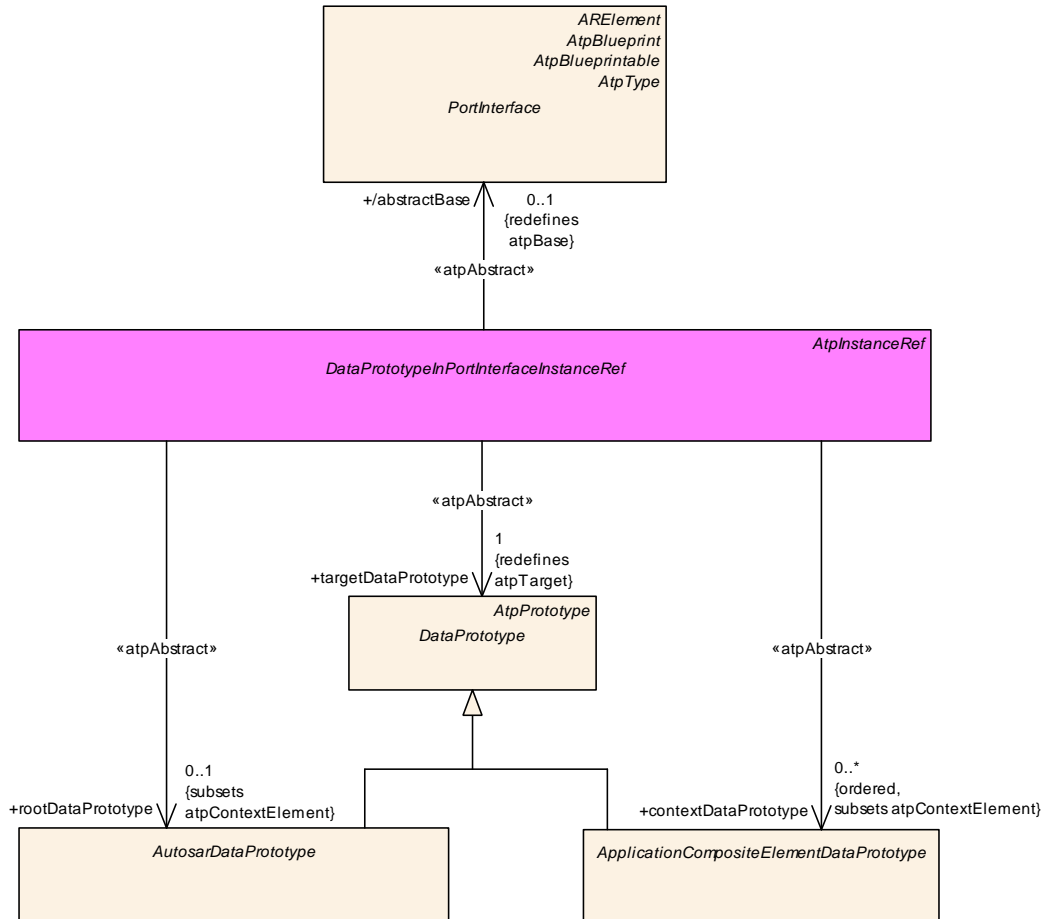 ARElement
AtpBlueprint
AtpBlueprintable
AtpType
PortInterface
+/abstractBase
0..1
{redefines
atpBase}
«atpAbstract»
AtpInstanceRef
DataPrototypeInPortInterfaceInstanceRef
«atpAbstract»
1
{redefines
atpTarget}
+targetDataPrototype
AtpPrototype
DataPrototype
«atpAbstract»
«atpAbstract»
0..1
{subsets
atpContextElement}
+rootDataPrototype
0..*
{ordered,
subsets atpContextElement}
+contextDataPrototype
AutosarDataPrototype
ApplicationCompositeElementDataPrototype